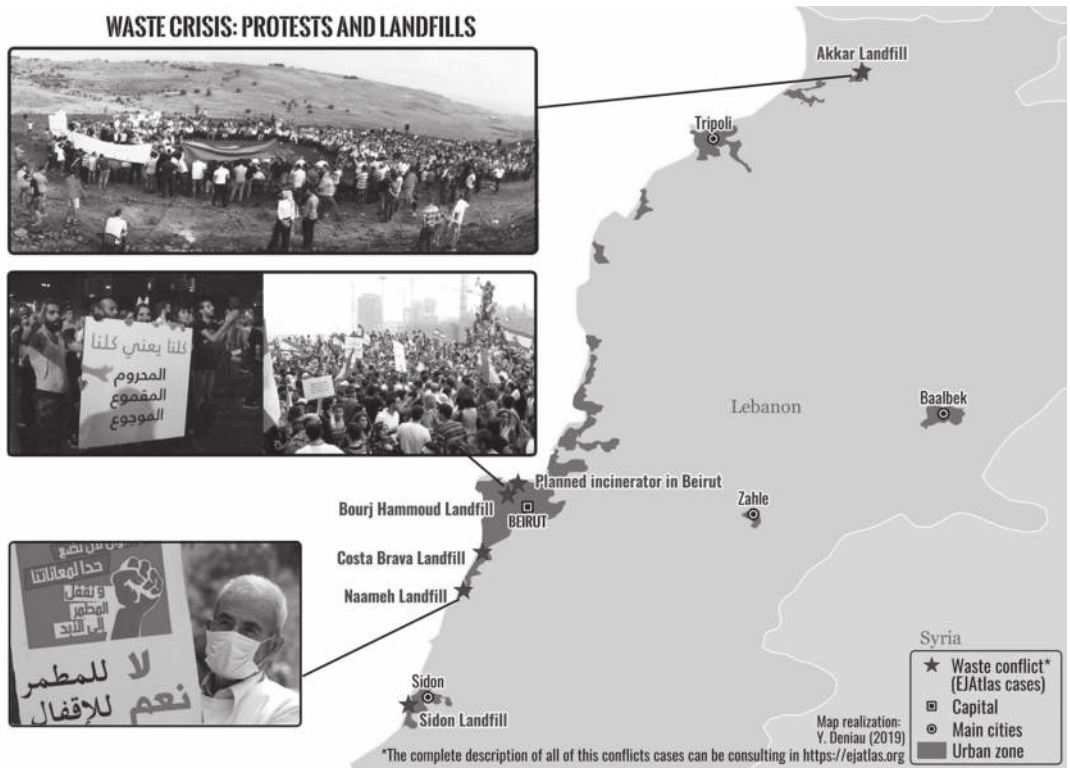 WASTE CRISIS: PROTESTS AND LANDFILLS
Akkar Landfill
Tripoli
كلنا يعني كلنا
المحروم
المقموع
الموجوع
Lebanon
Baalbek
Planned incinerator in Beirut
Bourj Hammoud Landfill
BEIRUT
Zahle
Costa Brava Landfill
Naameh Landfill
حدا لمعاناتنا
و نقفل
المطمر
إلى الأبد
لا للمطمر
نعم للإقفال
Sidon
Sidon Landfill
Syria
Waste conflict*
(EJAtlas cases)
Capital
Main cities
Urban zone
Map realization:
Y. Deniau (2019)
*The complete description of all of this conflicts cases can be consulting in https://ejatlas.org